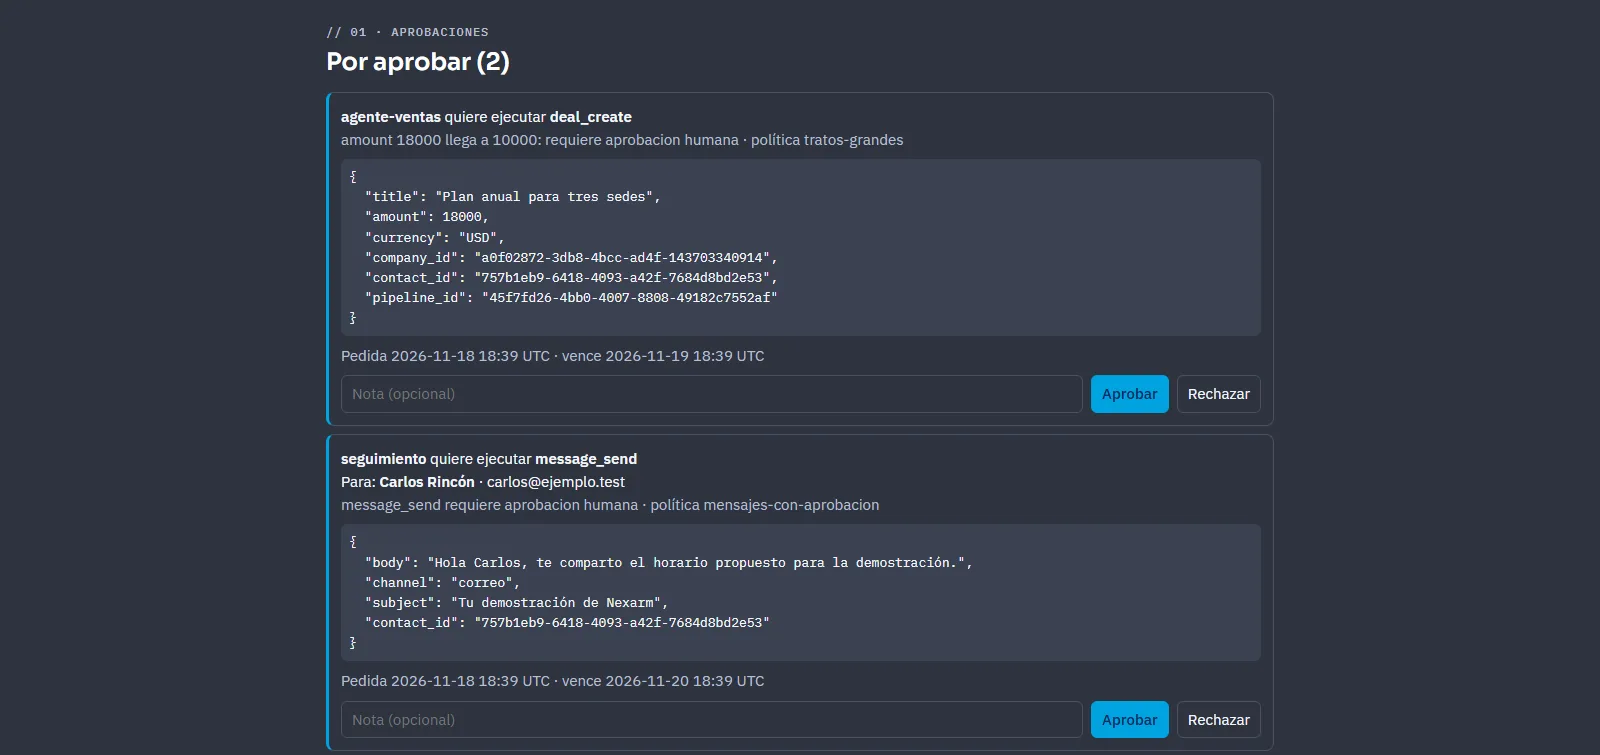 // 01 · APROBACIONES
Por aprobar (2)
agente-ventas quiere ejecutar deal_create
amount 18000 llega a 10000: requiere aprobacion humana · política tratos-grandes
{
  "title": "Plan anual para tres sedes",
  "amount": 18000,
  "currency": "USD",
  "company_id": "a0f02872-3db8-4bcc-ad4f-143703340914",
  "contact_id": "757b1eb9-6418-4093-a42f-7684d8bd2e53",
  "pipeline_id": "45f7fd26-4bb0-4007-8808-49182c7552af"
}
Pedida 2026-11-18 18:39 UTC · vence 2026-11-19 18:39 UTC
Nota (opcional) Aprobar Rechazar
seguimiento quiere ejecutar message_send
Para: Carlos Rincón · carlos@ejemplo.test
message_send requiere aprobacion humana · política mensajes-con-aprobacion
{
  "body": "Hola Carlos, te comparto el horario propuesto para la demostración.",
  "channel": "correo",
  "subject": "Tu demostración de Nexarm",
  "contact_id": "757b1eb9-6418-4093-a42f-7684d8bd2e53"
}
Pedida 2026-11-18 18:39 UTC · vence 2026-11-20 18:39 UTC
Nota (opcional) Aprobar Rechazar